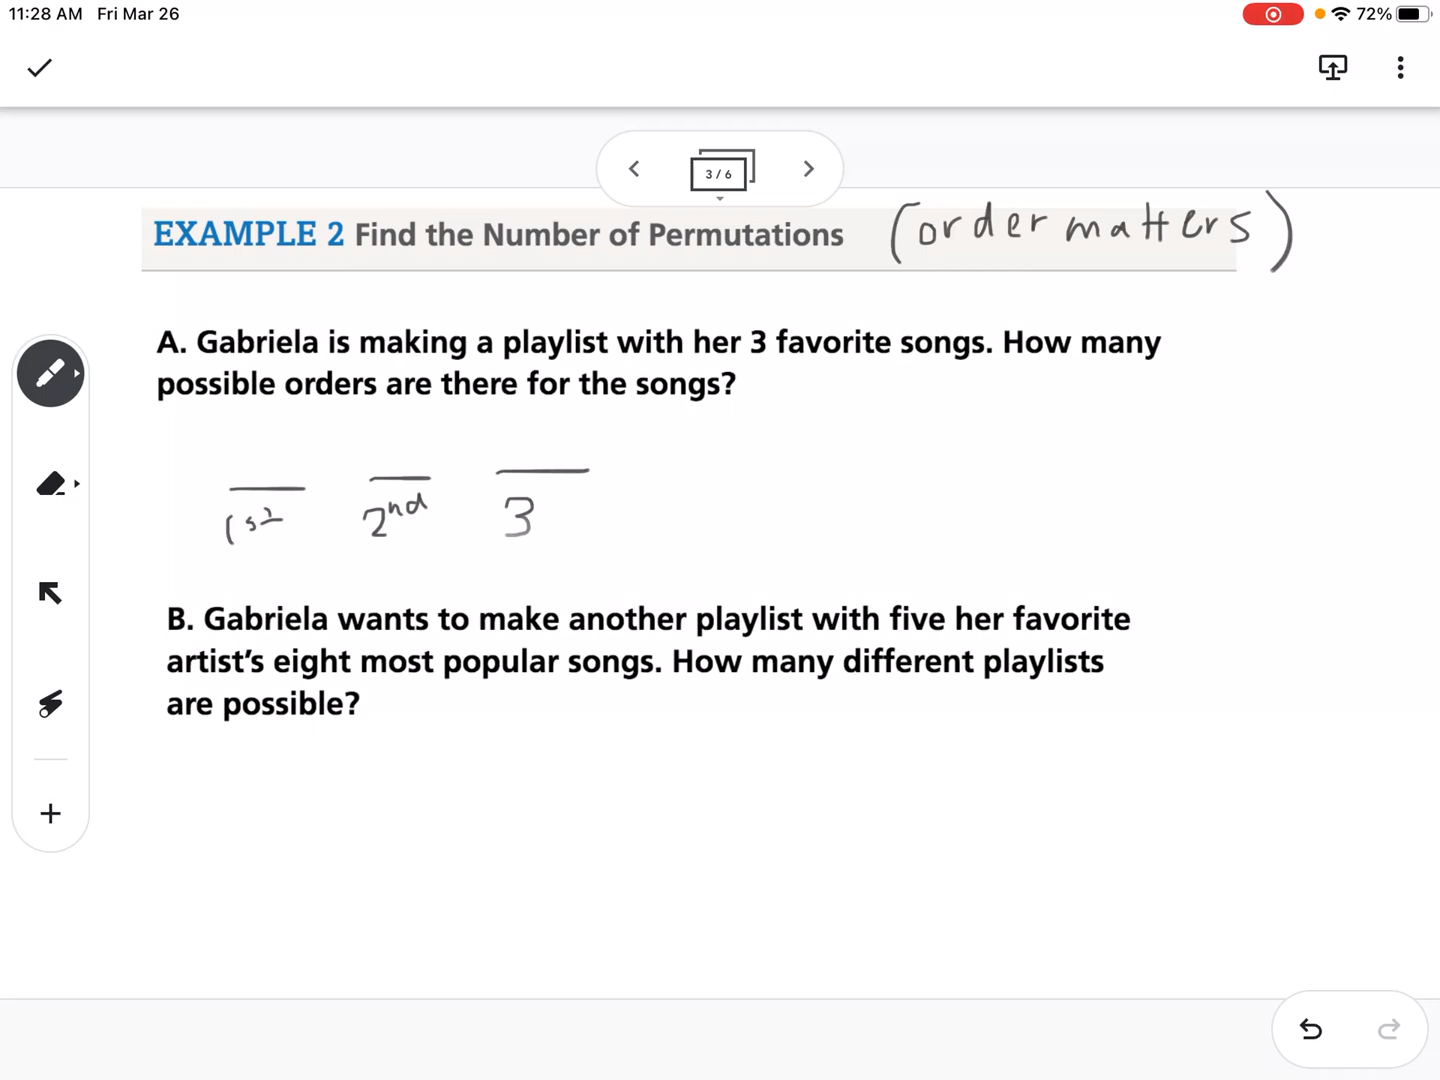 11:28 AM Fri Mar 26
72%
3 / 6
EXAMPLE 2 Find the Number of Permutations (order matters)
A. Gabriela is making a playlist with her 3 favorite songs. How many
possible orders are there for the songs?
1st 2nd 3
B. Gabriela wants to make another playlist with five her favorite
artist's eight most popular songs. How many different playlists
are possible?